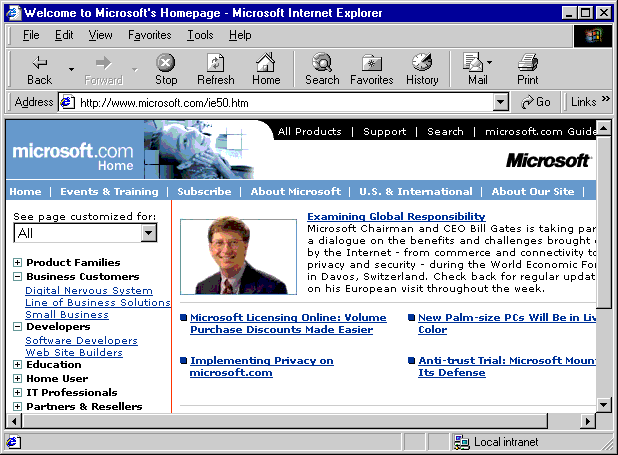 Welcome to Microsoft's Homepage - Microsoft Internet Explorer
File Edit View Favorites Tools Help
Back Forward Stop Refresh Home Search Favorites History Mail Print
Address http://www.microsoft.com/ie50.htm Go Links »
All Products | Support | Search | microsoft.com Guide
microsoft.com
Home
Microsoft
Home | Events & Training | Subscribe | About Microsoft | U.S. & International | About Our Site |
See page customized for:
All
Product Families
Business Customers
Digital Nervous System
Line of Business Solutions
Small Business
Developers
Software Developers
Web Site Builders
Education
Home User
IT Professionals
Partners & Resellers
Examining Global Responsibility
Microsoft Chairman and CEO Bill Gates is taking par
a dialogue on the benefits and challenges brought
by the Internet - from commerce and connectivity to
privacy and security - during the World Economic For
in Davos, Switzerland. Check back for regular updat
on his European visit throughout the week.
Microsoft Licensing Online: Volume
Purchase Discounts Made Easier
New Palm-size PCs Will Be in Liv
Color
Implementing Privacy on
microsoft.com
Anti-trust Trial: Microsoft Moun
Its Defense
Local intranet